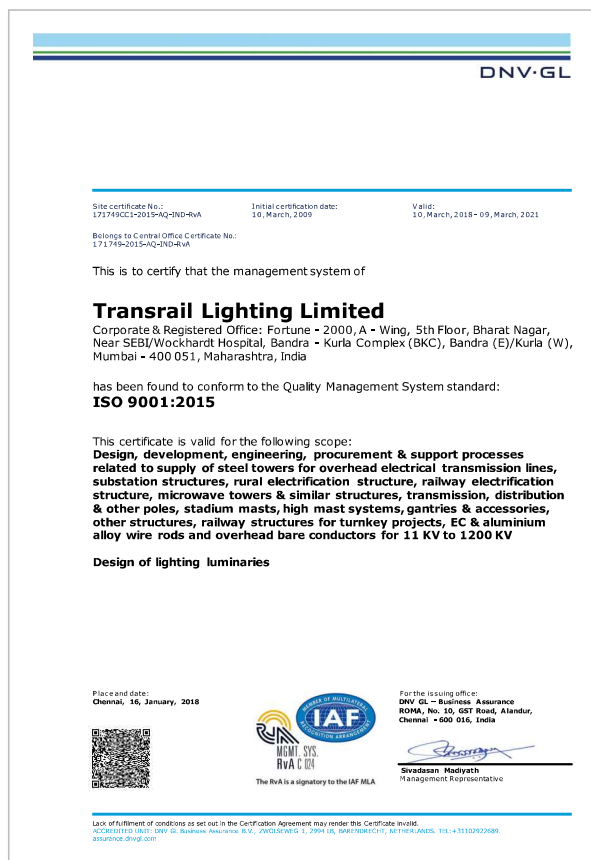 DNV·GL
Site certificate No.:
171749CC1-2015-AQ-IND-RvA
Initial certification date:
10, March, 2009
Valid:
10, March, 2018 - 09, March, 2021
Belongs to Central Office Certificate No.:
171749-2015-AQ-IND-RvA
This is to certify that the management system of
Transrail Lighting Limited
Corporate & Registered Office: Fortune - 2000, A - Wing, 5th Floor, Bharat Nagar,
Near SEBI/Wockhardt Hospital, Bandra - Kurla Complex (BKC), Bandra (E)/Kurla (W),
Mumbai - 400 051, Maharashtra, India
has been found to conform to the Quality Management System standard:
ISO 9001:2015
This certificate is valid for the following scope:
Design, development, engineering, procurement & support processes
related to supply of steel towers for overhead electrical transmission lines,
substation structures, rural electrification structure, railway electrification
structure, microwave towers & similar structures, transmission, distribution
& other poles, stadium masts, high mast systems, gantries & accessories,
other structures, railway structures for turnkey projects, EC & aluminium
alloy wire rods and overhead bare conductors for 11 KV to 1200 KV
Design of lighting luminaries
Place and date:
Chennai, 16, January, 2018
MEMBER OF MULTILATERAL
IAF
RECOGNITION ARRANGEMENT
RvA
MGMT. SYS.
RvA C 024
The RvA is a signatory to the IAF MLA
For the issuing office:
DNV GL – Business Assurance
ROMA, No. 10, GST Road, Alandur,
Chennai - 600 016, India
Sivadasan Madiyath
Management Representative
Lack of fulfilment of conditions as set out in the Certification Agreement may render this Certificate invalid.
ACCREDITED UNIT: DNV GL Business Assurance B.V., ZWOLSEWEG 1, 2994 LB, BARENDRECHT, NETHERLANDS. TEL:+31102922689.
assurance.dnvgl.com